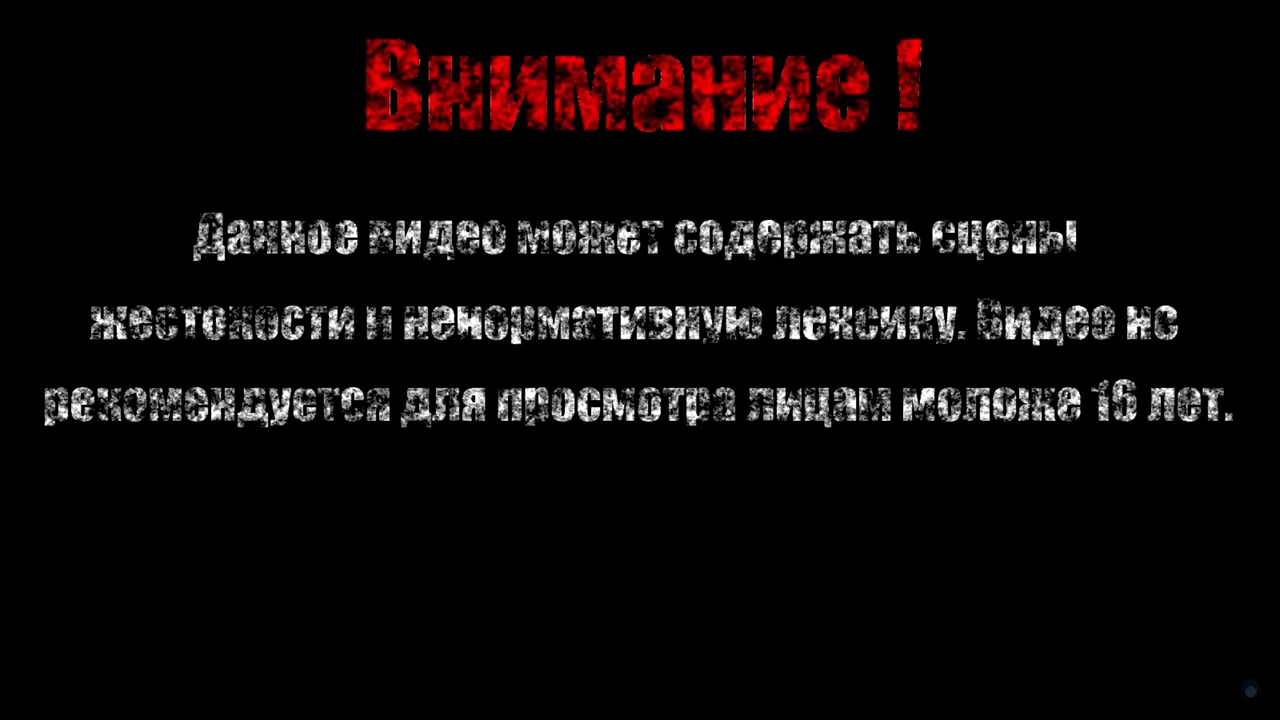 Внимание !
Данное видео может содержать сцены
жестокости и ненормативную лексику. Видео не
рекомендуется для просмотра лицам моложе 16 лет.